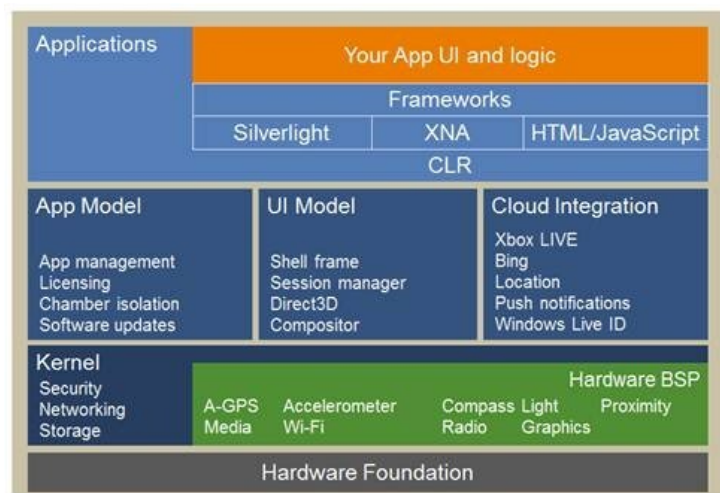 Applications
Your App UI and logic
Frameworks
Silverlight
XNA
HTML/JavaScript
CLR
App Model
App management
Licensing
Chamber isolation
Software updates
UI Model
Shell frame
Session manager
Direct3D
Compositor
Cloud Integration
Xbox LIVE
Bing
Location
Push notifications
Windows Live ID
Kernel
Security
Networking
Storage
Hardware BSP
A-GPS Accelerometer Compass Light Proximity
Media Wi-Fi Radio Graphics
Hardware Foundation